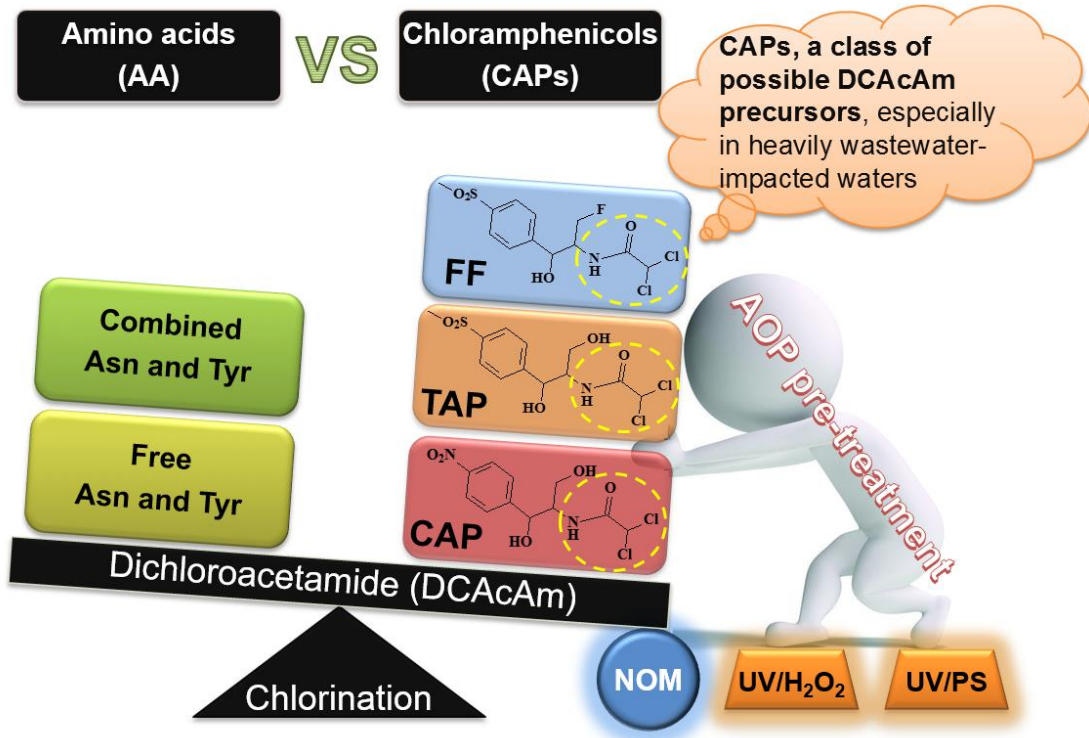 Amino acids
(AA)
VS
Chloramphenicols
(CAPs)
CAPs, a class of
possible DCAcAm
precursors, especially
in heavily wastewater-
impacted waters
O₂S
F
O
HO
N
H
Cl
Cl
FF
O₂S
OH
O
HO
N
H
Cl
Cl
TAP
O₂N
OH
O
HO
N
H
Cl
Cl
CAP
Combined
Asn and Tyr
Free
Asn and Tyr
AOP pre-treatment
Dichloroacetamide (DCAcAm)
Chlorination
NOM
UV/H₂O₂
UV/PS